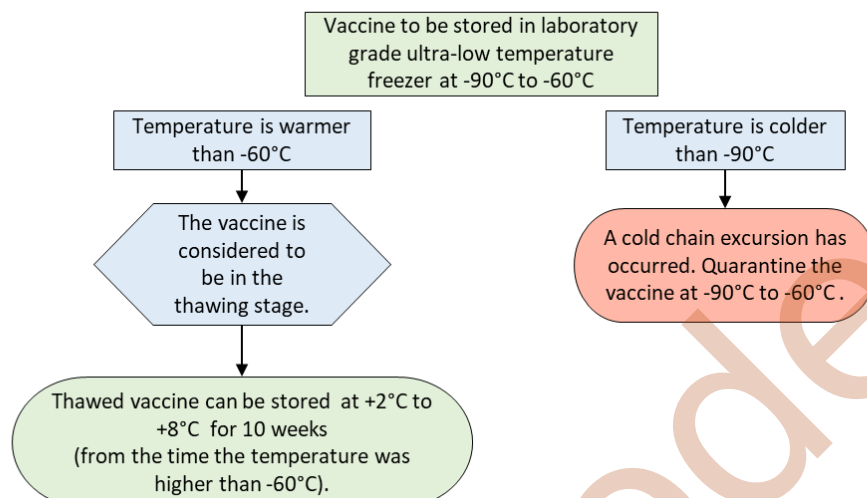 Vaccine to be stored in laboratory
grade ultra-low temperature
freezer at -90°C to -60°C
Temperature is warmer
than -60°C
Temperature is colder
than -90°C
The vaccine is
considered to
be in the
thawing stage.
A cold chain excursion has
occurred. Quarantine the
vaccine at -90°C to -60°C .
Thawed vaccine can be stored at +2°C to
+8°C for 10 weeks
(from the time the temperature was
higher than -60°C).